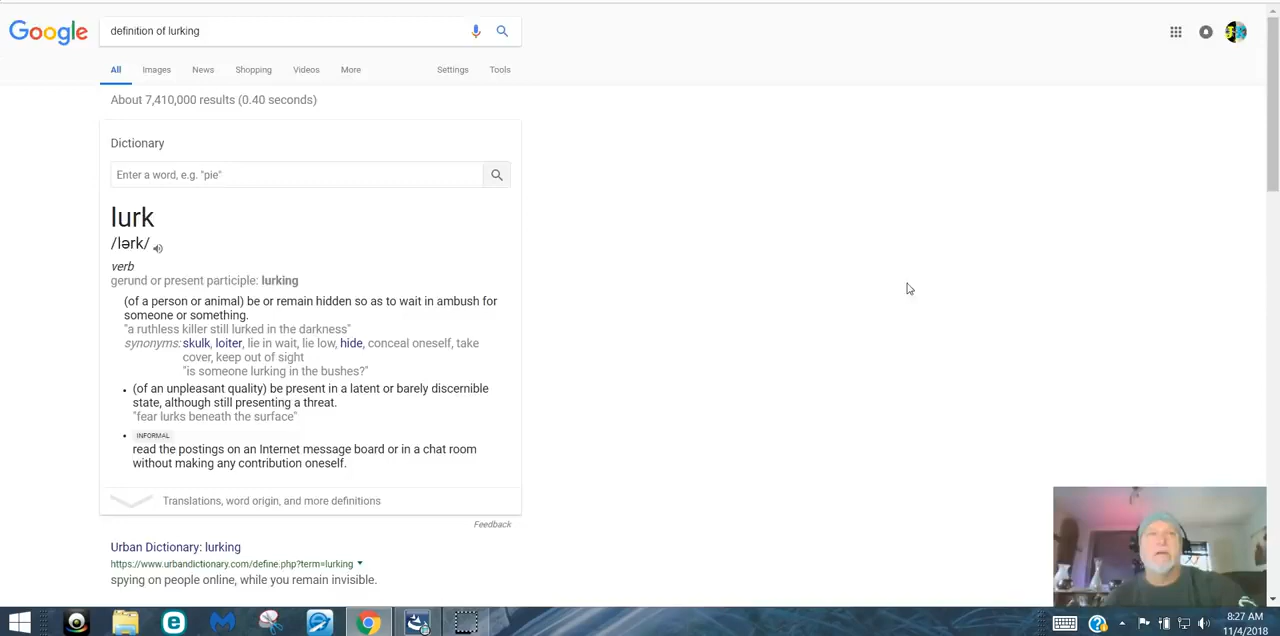 Google
definition of lurking
All Images News Shopping Videos More Settings Tools
About 7,410,000 results (0.40 seconds)
Dictionary
Enter a word, e.g. "pie"
lurk
/lərk/
verb
gerund or present participle: lurking
(of a person or animal) be or remain hidden so as to wait in ambush for
someone or something.
"a ruthless killer still lurked in the darkness"
synonyms: skulk, loiter, lie in wait, lie low, hide, conceal oneself, take
cover, keep out of sight
"is someone lurking in the bushes?"
• (of an unpleasant quality) be present in a latent or barely discernible
state, although still presenting a threat.
"fear lurks beneath the surface"
• INFORMAL
read the postings on an Internet message board or in a chat room
without making any contribution oneself.
Translations, word origin, and more definitions
Feedback
Urban Dictionary: lurking
https://www.urbandictionary.com/define.php?term=lurking
spying on people online, while you remain invisible.
8:27 AM
11/4/2018